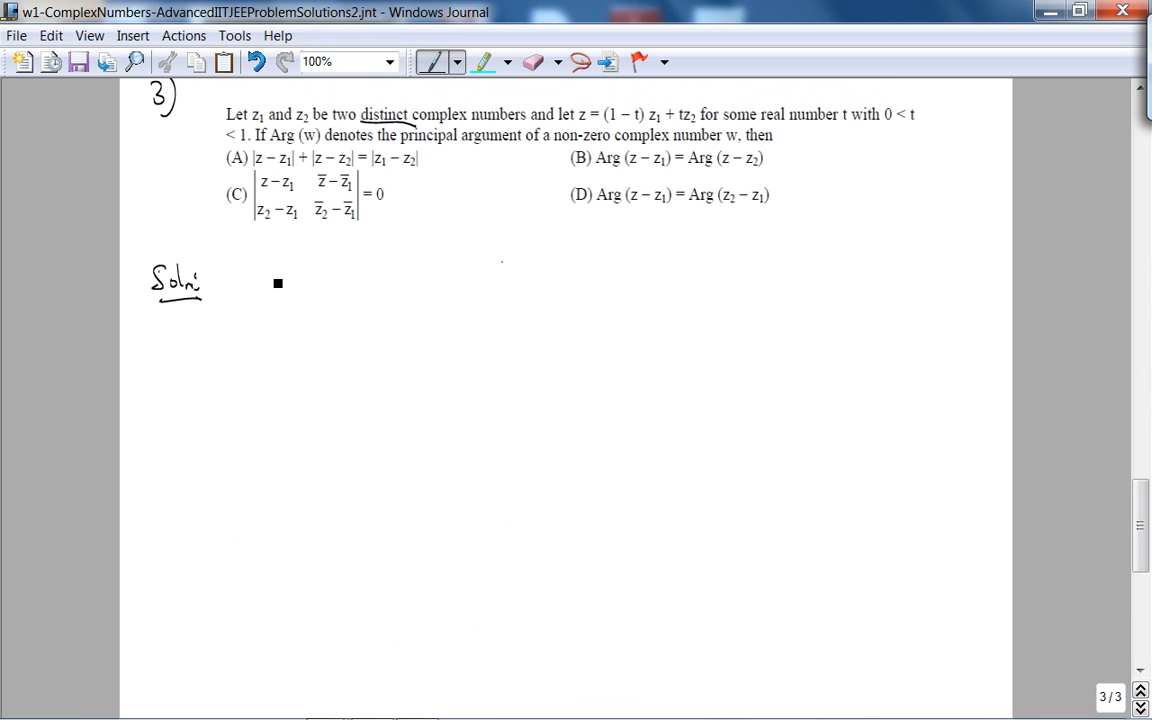 w1-ComplexNumbers-AdvancedIITJEEProblemSolutions2.jnt - Windows Journal
File Edit View Insert Actions Tools Help
100%
3)
Let z₁ and z₂ be two distinct complex numbers and let z = (1 − t) z₁ + tz₂ for some real number t with 0 < t
< 1. If Arg (w) denotes the principal argument of a non-zero complex number w, then
(A) |z − z₁| + |z − z₂| = |z₁ − z₂| (B) Arg (z − z₁) = Arg (z − z₂)
z − z₁ z̅ − z̅₁
(C) = 0 (D) Arg (z − z₁) = Arg (z₂ − z₁)
z₂ − z₁ z̅₂ − z̅₁
Soln:
3 / 3